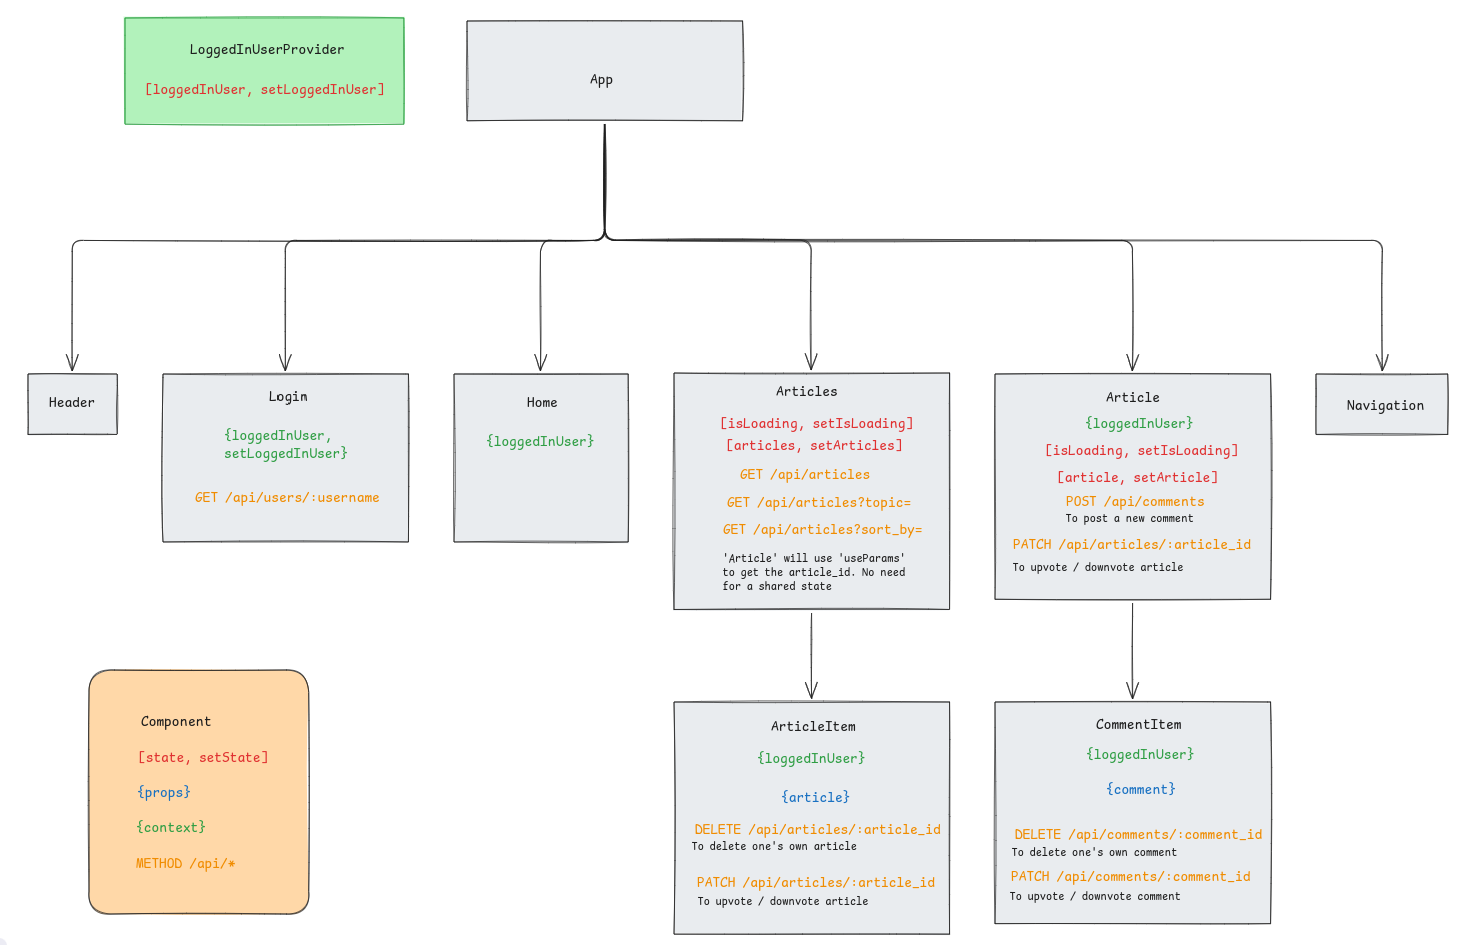 LoggedInUserProvider
[loggedInUser, setLoggedInUser]
App
Header
Login
{loggedInUser,
setLoggedInUser}
GET /api/users/:username
Home
{loggedInUser}
Articles
[isLoading, setIsLoading]
[articles, setArticles]
GET /api/articles
GET /api/articles?topic=
GET /api/articles?sort_by=
'Article' will use 'useParams'
to get the article_id. No need
for a shared state
Article
{loggedInUser}
[isLoading, setIsLoading]
[article, setArticle]
POST /api/comments
To post a new comment
PATCH /api/articles/:article_id
To upvote / downvote article
Navigation
Component
[state, setState]
{props}
{context}
METHOD /api/*
ArticleItem
{loggedInUser}
{article}
DELETE /api/articles/:article_id
To delete one's own article
PATCH /api/articles/:article_id
To upvote / downvote article
CommentItem
{loggedInUser}
{comment}
DELETE /api/comments/:comment_id
To delete one's own comment
PATCH /api/comments/:comment_id
To upvote / downvote comment